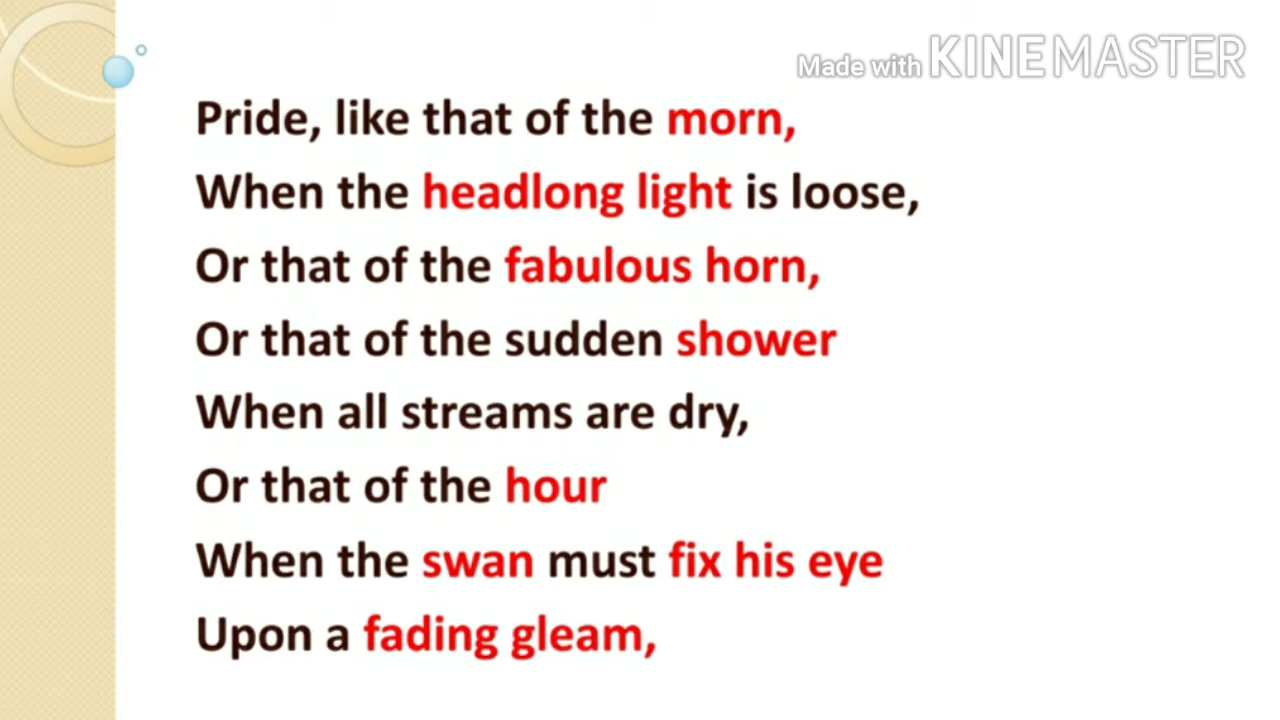 Made with KINEMASTER
Pride, like that of the morn,
When the headlong light is loose,
Or that of the fabulous horn,
Or that of the sudden shower
When all streams are dry,
Or that of the hour
When the swan must fix his eye
Upon a fading gleam,